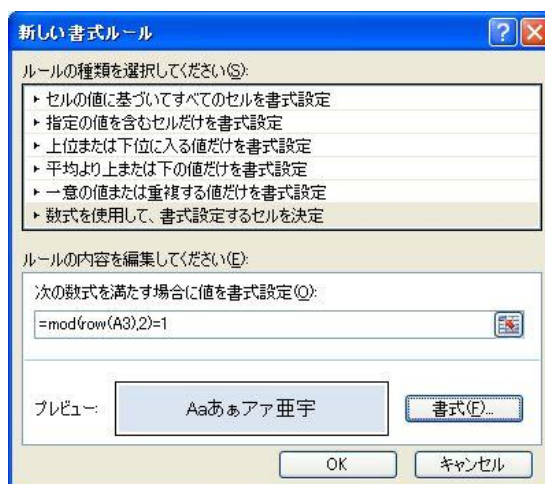 新しい書式ルール
ルールの種類を選択してください(S):
► セルの値に基づいてすべてのセルを書式設定
► 指定の値を含むセルだけを書式設定
► 上位または下位に入る値だけを書式設定
► 平均より上または下の値だけを書式設定
► 一意の値または重複する値だけを書式設定
► 数式を使用して、書式設定するセルを決定
ルールの内容を編集してください(E):
次の数式を満たす場合に値を書式設定(O):
=mod(row(A3),2)=1
プレビュー: Aaあぁアァ亜宇 書式(F)...
OK キャンセル